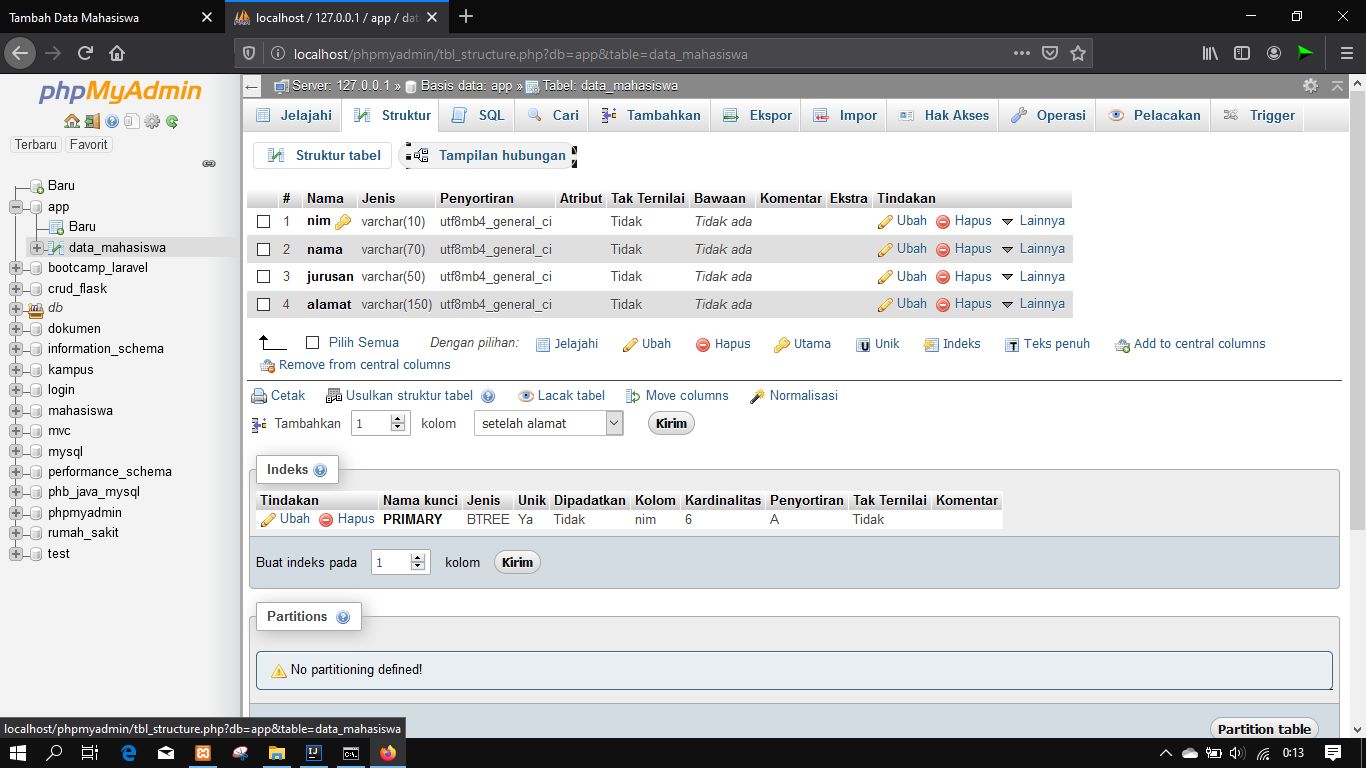 Tambah Data Mahasiswa
localhost / 127.0.0.1 / app / dat
localhost/phpmyadmin/tbl_structure.php?db=app&table=data_mahasiswa
phpMyAdmin
Terbaru Favorit
Baru
app
Baru
data_mahasiswa
bootcamp_laravel
crud_flask
db
dokumen
information_schema
kampus
login
mahasiswa
mvc
mysql
performance_schema
phb_java_mysql
phpmyadmin
rumah_sakit
test
Server: 127.0.0.1 » Basis data: app » Tabel: data_mahasiswa
Jelajahi Struktur SQL Cari Tambahkan Ekspor Impor Hak Akses Operasi Pelacakan Trigger
Struktur tabel Tampilan hubungan
# Nama Jenis Penyortiran Atribut Tak Ternilai Bawaan Komentar Ekstra Tindakan
1 nim varchar(10) utf8mb4_general_ci Tidak Tidak ada Ubah Hapus Lainnya
2 nama varchar(70) utf8mb4_general_ci Tidak Tidak ada Ubah Hapus Lainnya
3 jurusan varchar(50) utf8mb4_general_ci Tidak Tidak ada Ubah Hapus Lainnya
4 alamat varchar(150) utf8mb4_general_ci Tidak Tidak ada Ubah Hapus Lainnya
Pilih Semua Dengan pilihan: Jelajahi Ubah Hapus Utama Unik Indeks Teks penuh Add to central columns
Remove from central columns
Cetak Usulkan struktur tabel Lacak tabel Move columns Normalisasi
Tambahkan 1 kolom setelah alamat Kirim
Indeks
Tindakan Nama kunci Jenis Unik Dipadatkan Kolom Kardinalitas Penyortiran Tak Ternilai Komentar
Ubah Hapus PRIMARY BTREE Ya Tidak nim 6 A Tidak
Buat indeks pada 1 kolom Kirim
Partitions
No partitioning defined!
Partition table
localhost/phpmyadmin/tbl_structure.php?db=app&table=data_mahasiswa
0:13